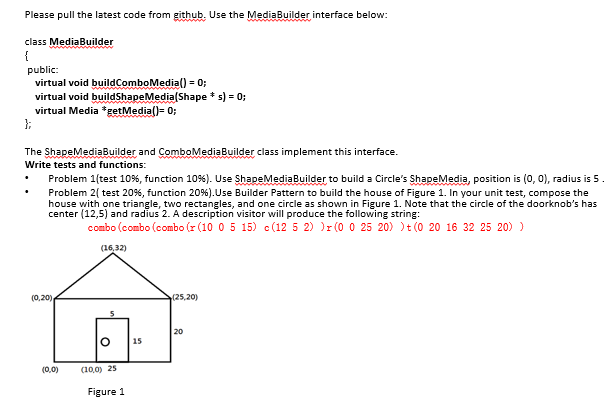 Please pull the latest code from github. Use the MediaBuilder interface below:
class MediaBuilder
{
public:
virtual void buildComboMedia() = 0;
virtual void buildShapeMedia(Shape * s) = 0;
virtual Media *getMedia()= 0;
};
The ShapeMediaBuilder and ComboMediaBuilder class implement this interface.
Write tests and functions:
• Problem 1(test 10%, function 10%). Use ShapeMediaBuilder to build a Circle's ShapeMedia, position is (0, 0), radius is 5 .
• Problem 2( test 20%, function 20%).Use Builder Pattern to build the house of Figure 1. In your unit test, compose the
house with one triangle, two rectangles, and one circle as shown in Figure 1. Note that the circle of the doorknob's has
center (12,5) and radius 2. A description visitor will produce the following string:
combo(combo(combo(r(10 0 5 15) c(12 5 2) )r(0 0 25 20) )t(0 20 16 32 25 20) )
(16,32)
(0,20)
(25,20)
5
20
15
(0,0)
(10,0)
25
Figure 1